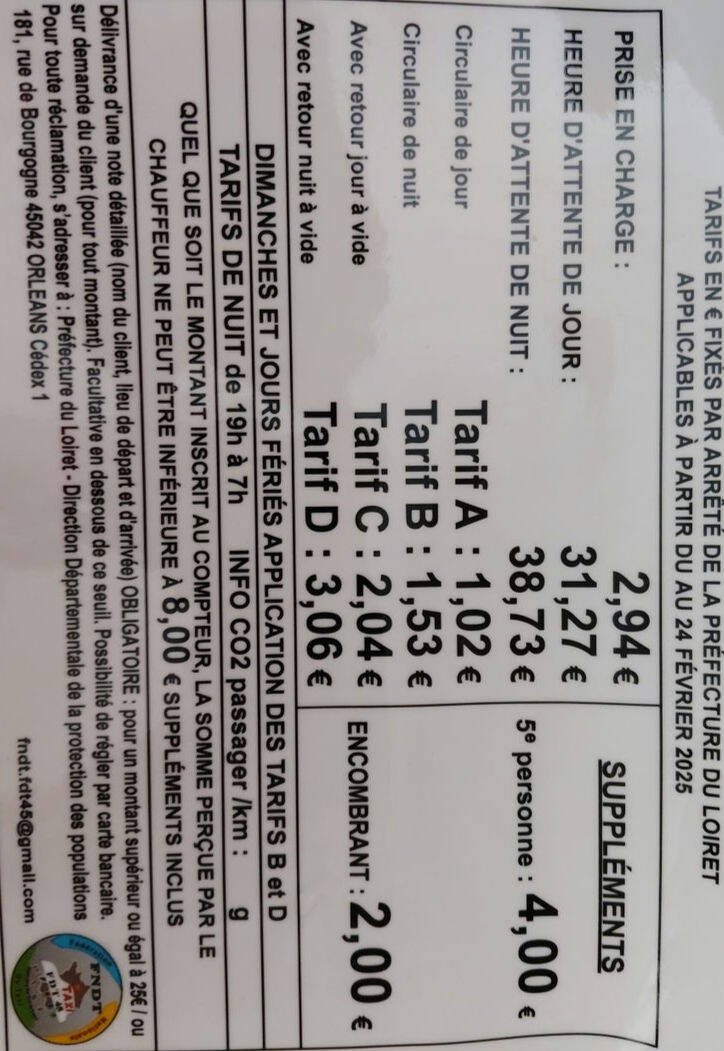 TARIFS EN € FIXÉS PAR ARRÊTÉ DE LA PRÉFECTURE DU LOIRET
APPLICABLES À PARTIR DU AU 24 FÉVRIER 2025
PRISE EN CHARGE : 2,94 €
HEURE D'ATTENTE DE JOUR : 31,27 €
HEURE D'ATTENTE DE NUIT : 38,73 €
Circulaire de jour Tarif A : 1,02 €
Circulaire de nuit Tarif B : 1,53 €
Avec retour jour à vide Tarif C : 2,04 €
Avec retour nuit à vide Tarif D : 3,06 €
SUPPLÉMENTS
5e personne : 4,00 €
ENCOMBRANT : 2,00 €
DIMANCHES ET JOURS FÉRIÉS APPLICATION DES TARIFS B et D
TARIFS DE NUIT de 19h à 7h INFO CO2 passager /km : g
QUEL QUE SOIT LE MONTANT INSCRIT AU COMPTEUR, LA SOMME PERÇUE PAR LE
CHAUFFEUR NE PEUT ÊTRE INFÉRIEURE À 8,00 € SUPPLÉMENTS INCLUS
Délivrance d'une note détaillée (nom du client, lieu de départ et d'arrivée) OBLIGATOIRE : pour un montant supérieur ou égal à 25€ / ou
sur demande du client (pour tout montant). Facultative en dessous de ce seuil. Possibilité de régler par carte bancaire.
Pour toute réclamation, s'adresser à : Préfecture du Loiret - Direction Départementale de la protection des populations
181, rue de Bourgogne 45042 ORLEANS Cédex 1
fndt.fdt45@gmail.com
FNDT
TAXI
FDT 45